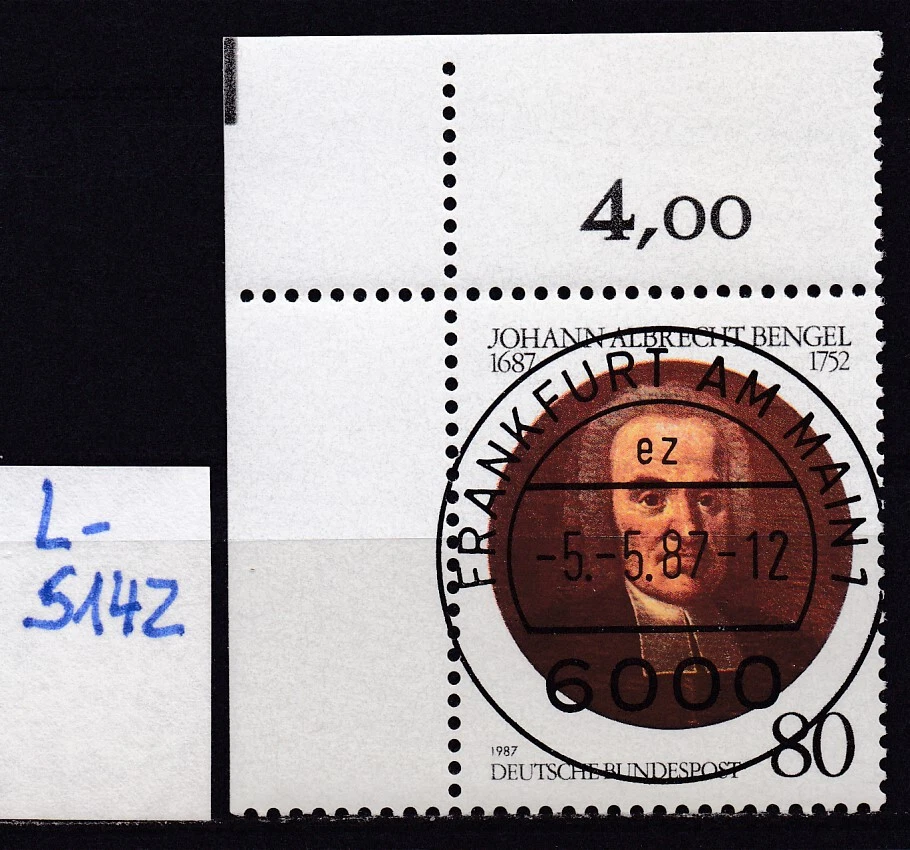 4,00
JOHANN ALBRECHT BENGEL
1687 1752
FRANKFURT AM MAIN 1
ez
-5.-5.87-12
6000
80
1987
DEUTSCHE BUNDESPOST
L-
5142